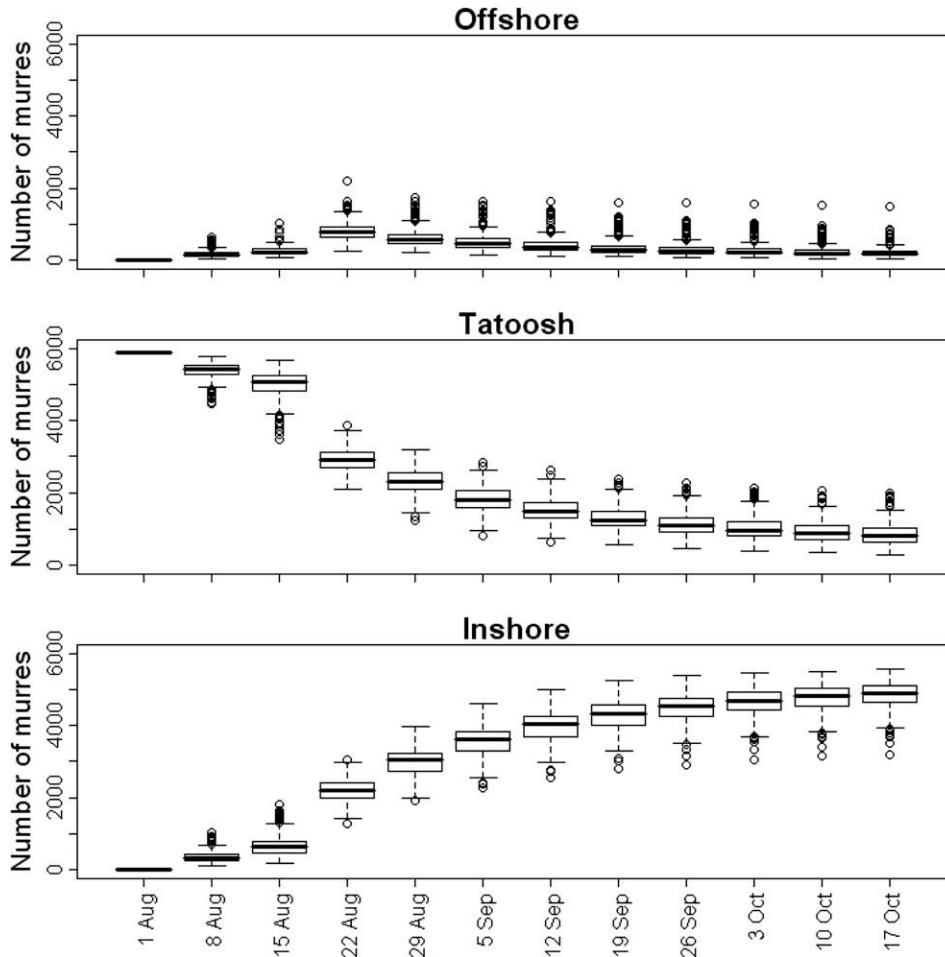 Offshore
Number of murres
6000
4000
2000
0
Tatoosh
Number of murres
6000
4000
2000
0
Inshore
Number of murres
6000
4000
2000
0
1 Aug
8 Aug
15 Aug
22 Aug
29 Aug
5 Sep
12 Sep
19 Sep
26 Sep
3 Oct
10 Oct
17 Oct